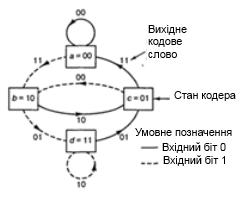 00
Вихідне
кодове
слово
a = 00
11
11
00
b = 10
c = 01
Стан кодера
10
01
01
d = 11
Умовне позначення
Вхідний біт 0
Вхідний біт 1
10